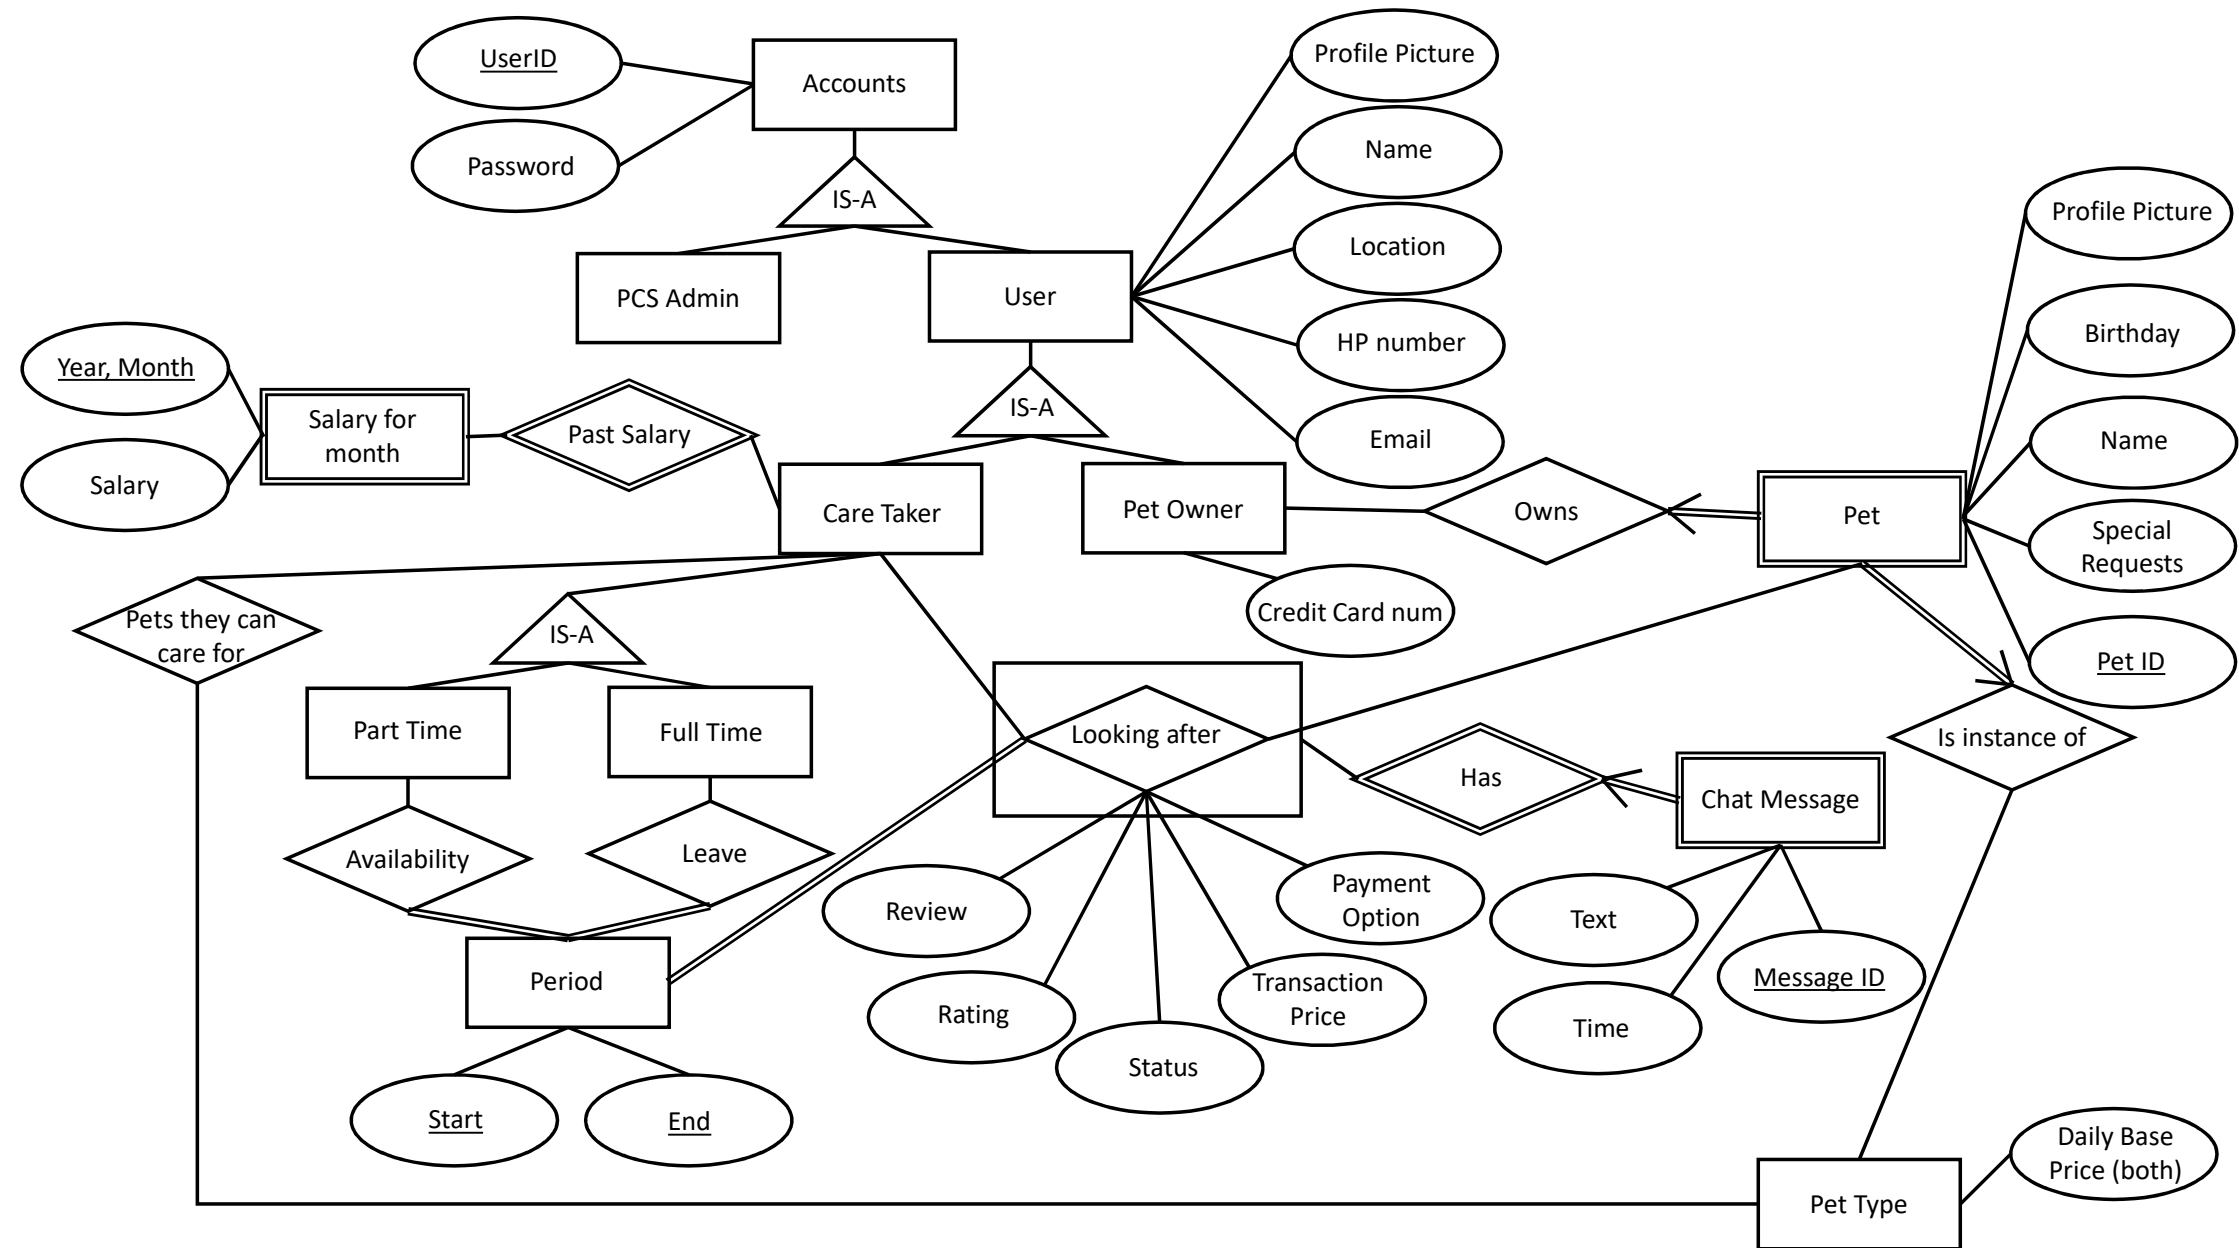 UserID
Accounts
Profile Picture
Password
Name
IS-A
Profile Picture
Location
PCS Admin
User
HP number
Birthday
Year, Month
IS-A
Salary for
month
Past Salary
Email
Name
Salary
Care Taker
Pet Owner
Owns
Pet
Special
Requests
Pets they can
care for
IS-A
Credit Card num
Pet ID
Part Time
Full Time
Looking after
Is instance of
Has
Chat Message
Availability
Leave
Review
Payment
Option
Text
Period
Message ID
Rating
Transaction
Price
Time
Status
Start
End
Daily Base
Price (both)
Pet Type